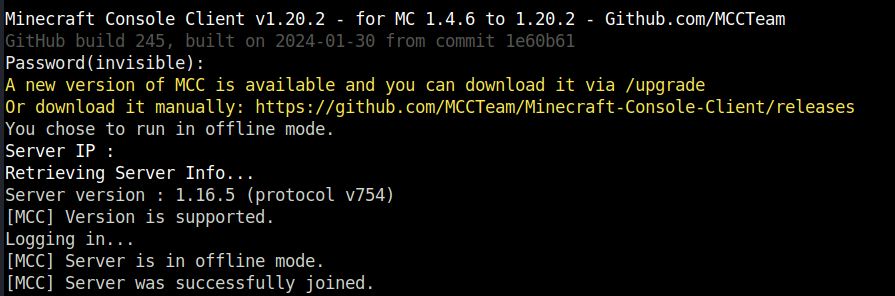 Minecraft Console Client v1.20.2 - for MC 1.4.6 to 1.20.2 - Github.com/MCCTeam
GitHub build 245, built on 2024-01-30 from commit 1e60b61
Password(invisible):
A new version of MCC is available and you can download it via /upgrade
Or download it manually: https://github.com/MCCTeam/Minecraft-Console-Client/releases
You chose to run in offline mode.
Server IP :
Retrieving Server Info...
Server version : 1.16.5 (protocol v754)
[MCC] Version is supported.
Logging in...
[MCC] Server is in offline mode.
[MCC] Server was successfully joined.